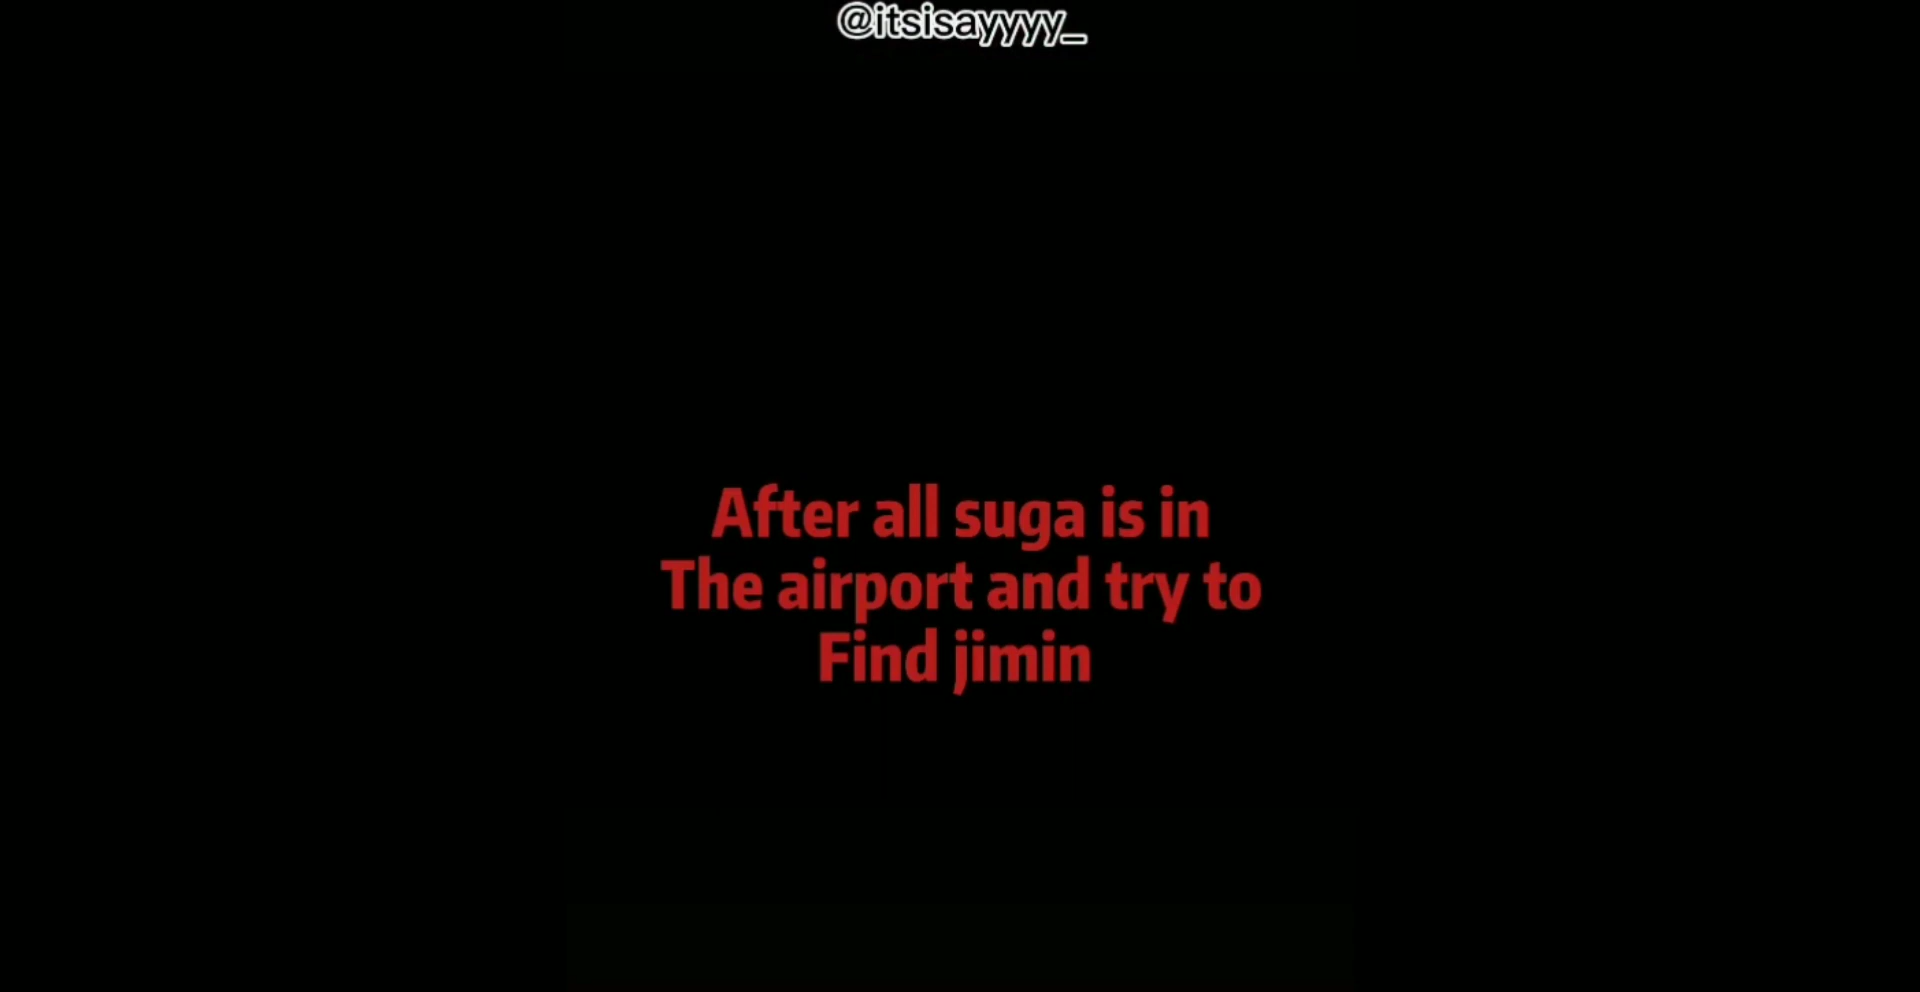 @itsisayyyy_
After all suga is in
The airport and try to
Find jimin